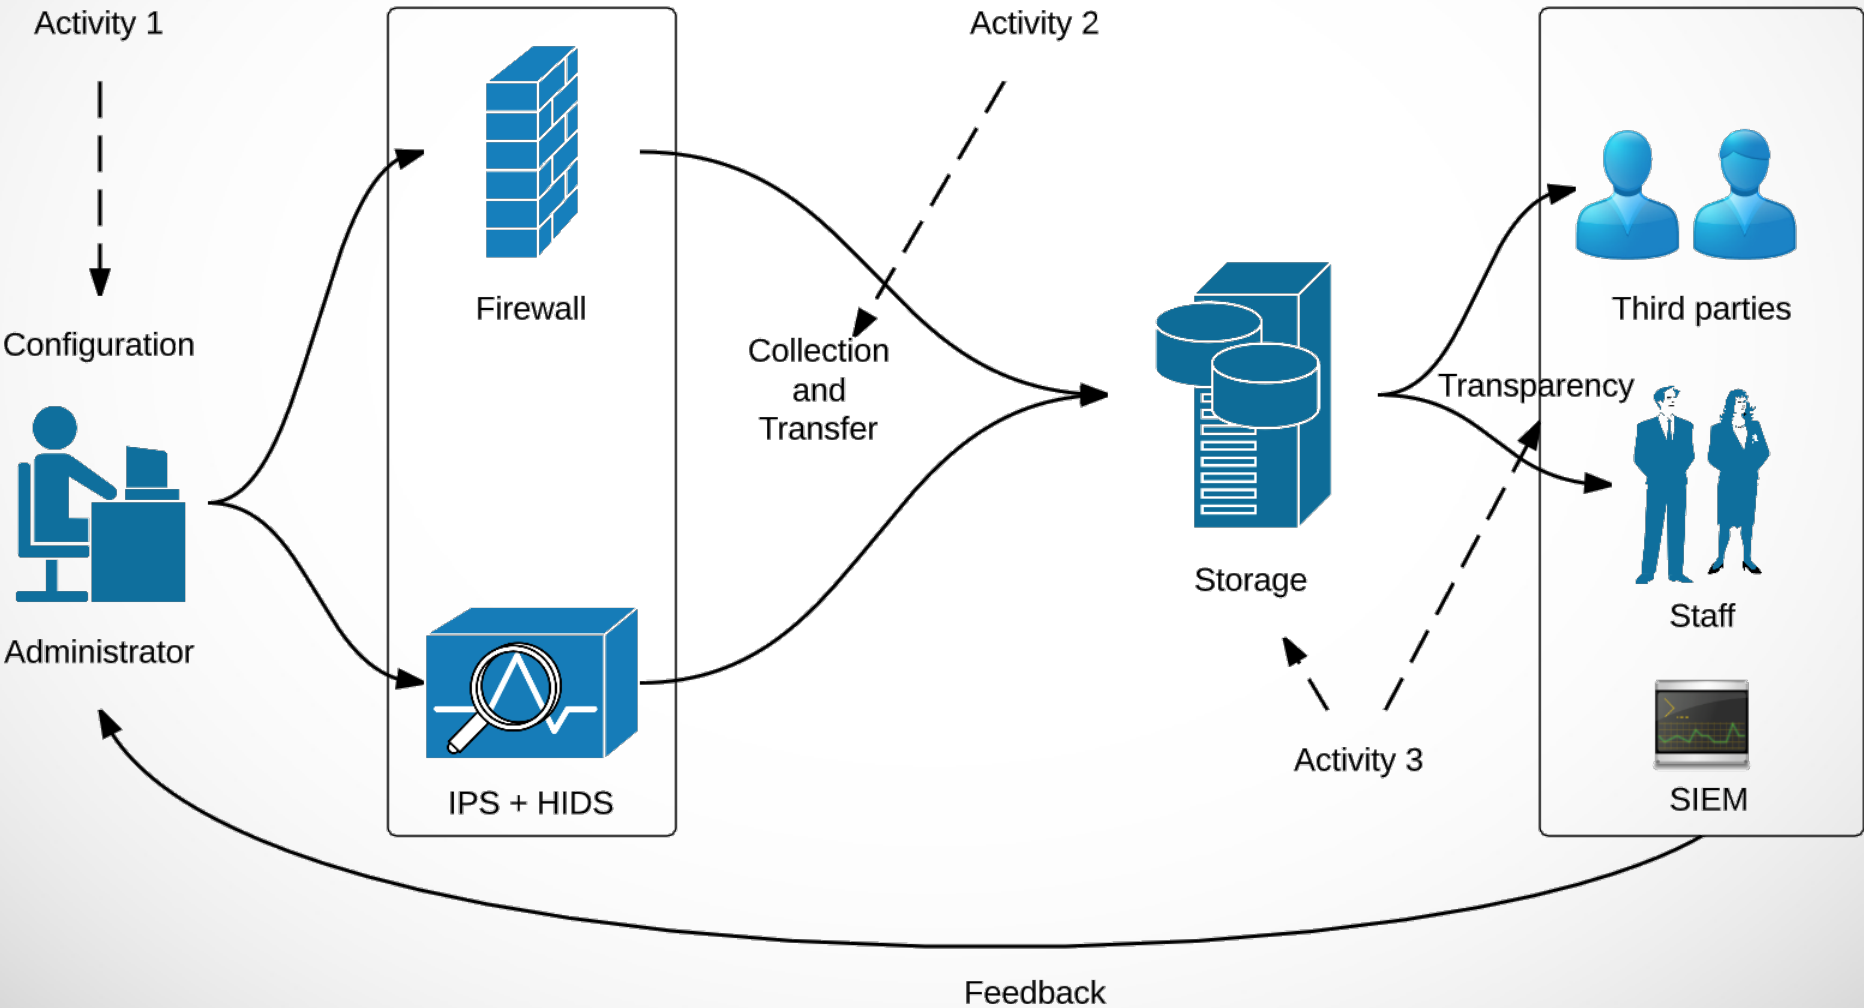 Activity 1
Activity 2
Firewall
Third parties
Configuration
Collection
and
Transfer
Transparency
Storage
Staff
Administrator
Activity 3
IPS + HIDS
SIEM
>_..
Feedback